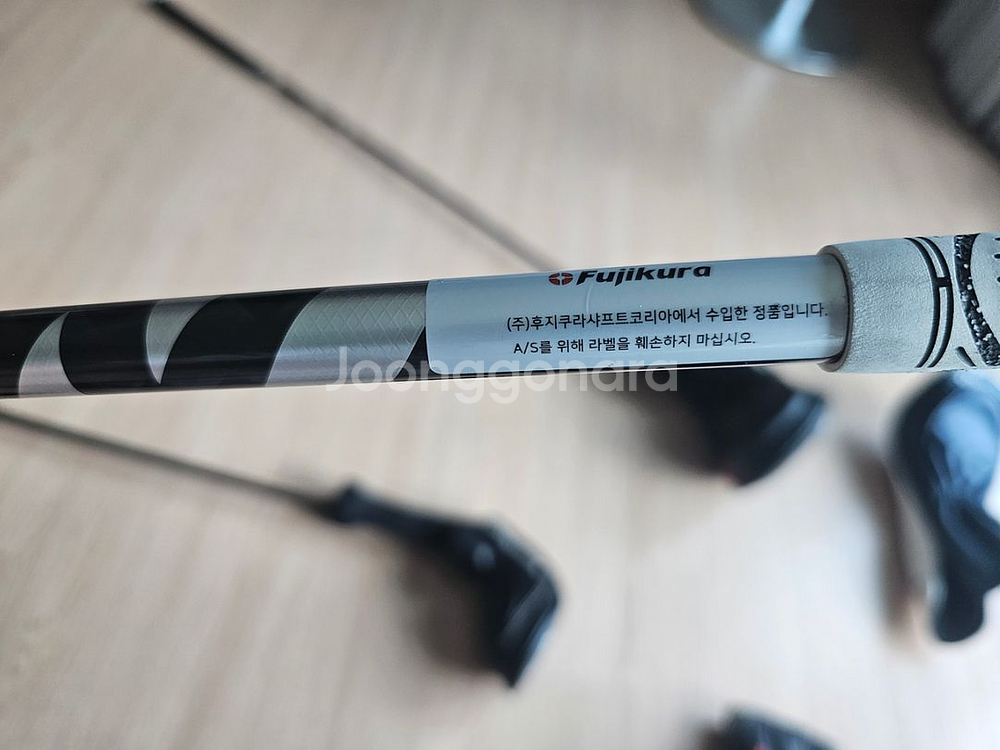 Fujikura
(주)후지쿠라샤프트코리아에서 수입한 정품입니다.
A/S를 위해 라벨을 훼손하지 마십시오.
Joonggonara